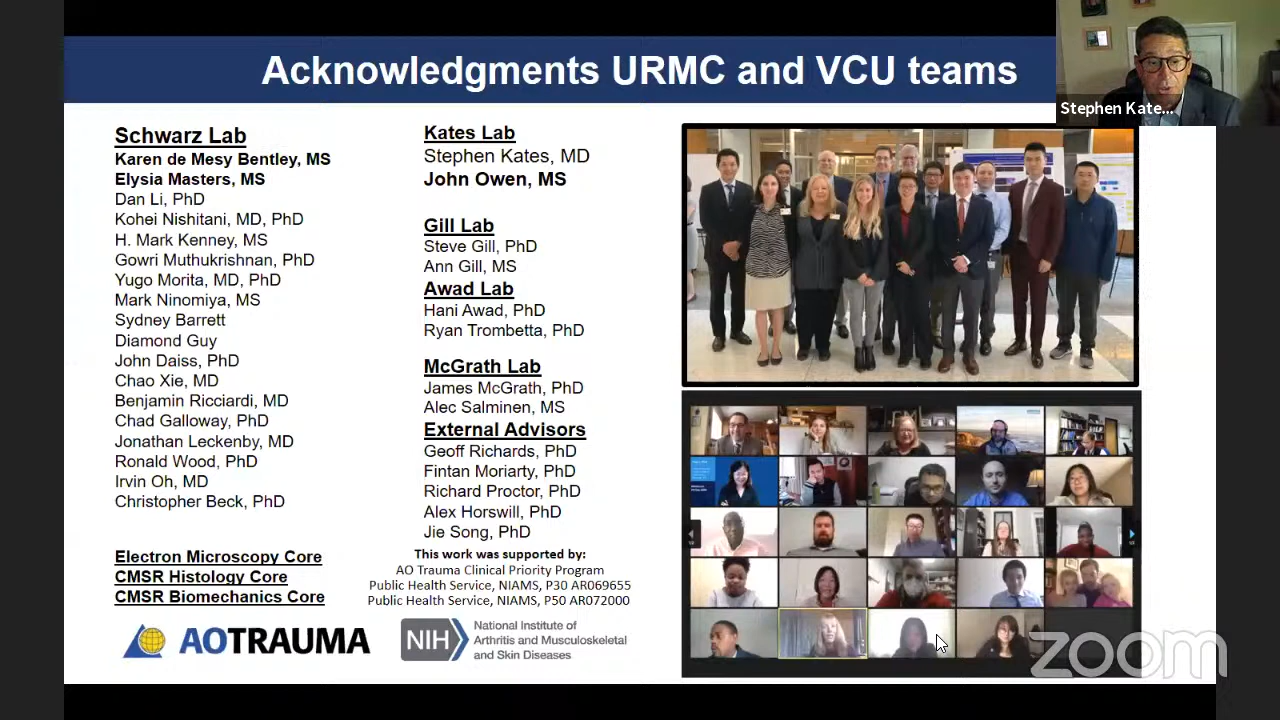 Acknowledgments URMC and VCU teams
Stephen Kate...
Schwarz Lab
Karen de Mesy Bentley, MS
Elysia Masters, MS
Dan Li, PhD
Kohei Nishitani, MD, PhD
H. Mark Kenney, MS
Gowri Muthukrishnan, PhD
Yugo Morita, MD, PhD
Mark Ninomiya, MS
Sydney Barrett
Diamond Guy
John Daiss, PhD
Chao Xie, MD
Benjamin Ricciardi, MD
Chad Galloway, PhD
Jonathan Leckenby, MD
Ronald Wood, PhD
Irvin Oh, MD
Christopher Beck, PhD
Electron Microscopy Core
CMSR Histology Core
CMSR Biomechanics Core
Kates Lab
Stephen Kates, MD
John Owen, MS
Gill Lab
Steve Gill, PhD
Ann Gill, MS
Awad Lab
Hani Awad, PhD
Ryan Trombetta, PhD
McGrath Lab
James McGrath, PhD
Alec Salminen, MS
External Advisors
Geoff Richards, PhD
Fintan Moriarty, PhD
Richard Proctor, PhD
Alex Horswill, PhD
Jie Song, PhD
This work was supported by:
AO Trauma Clinical Priority Program
Public Health Service, NIAMS, P30 AR069655
Public Health Service, NIAMS, P50 AR072000
AOTRAUMA
NIH
National Institute of
Arthritis and Musculoskeletal
and Skin Diseases
zoom